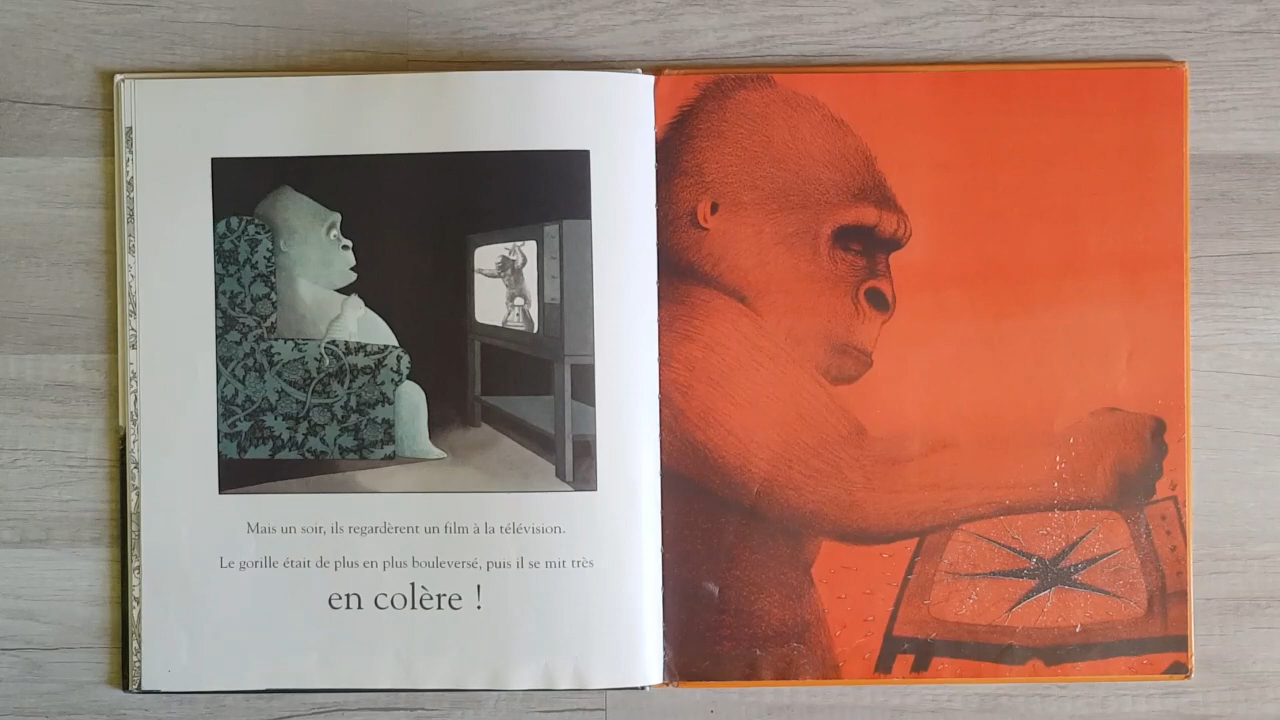 Mais un soir, ils regardèrent un film à la télévision.
Le gorille était de plus en plus bouleversé, puis il se mit très
en colère !